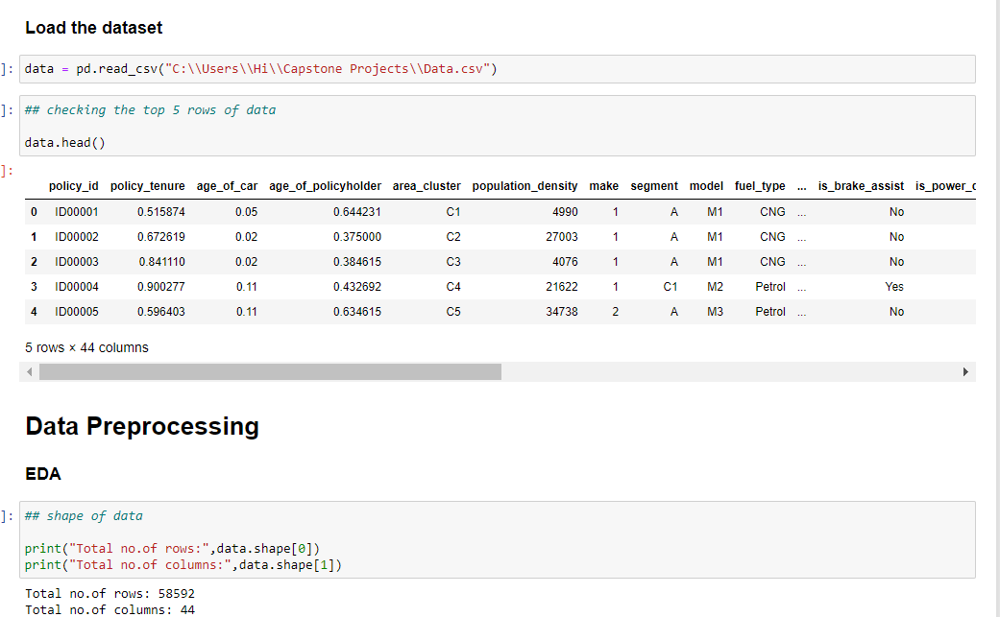 Load the dataset
]: data = pd.read_csv("C:\\Users\\Hi\\Capstone Projects\\Data.csv")
]: ## checking the top 5 rows of data
data.head()
]:
policy_id policy_tenure age_of_car age_of_policyholder area_cluster population_density make segment model fuel_type ... is_brake_assist is_power_d
0 ID00001 0.515874 0.05 0.644231 C1 4990 1 A M1 CNG ... No
1 ID00002 0.672619 0.02 0.375000 C2 27003 1 A M1 CNG ... No
2 ID00003 0.841110 0.02 0.384615 C3 4076 1 A M1 CNG ... No
3 ID00004 0.900277 0.11 0.432692 C4 21622 1 C1 M2 Petrol ... Yes
4 ID00005 0.596403 0.11 0.634615 C5 34738 2 A M3 Petrol ... No
5 rows × 44 columns
Data Preprocessing
EDA
]: ## shape of data
print("Total no.of rows:",data.shape[0])
print("Total no.of columns:",data.shape[1])
Total no.of rows: 58592
Total no.of columns: 44